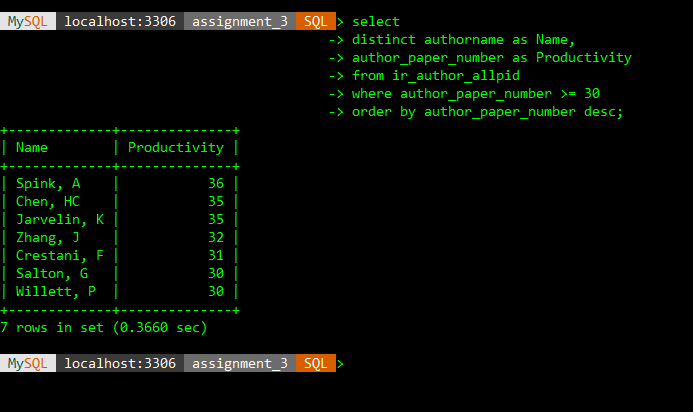 MySQL localhost:3306 assignment_3 SQL > select
-> distinct authorname as Name,
-> author_paper_number as Productivity
-> from ir_author_allpid
-> where author_paper_number >= 30
-> order by author_paper_number desc;
+-------------+--------------+
| Name        | Productivity |
+-------------+--------------+
| Spink, A    |           36 |
| Chen, HC    |           35 |
| Jarvelin, K |           35 |
| Zhang, J    |           32 |
| Crestani, F |           31 |
| Salton, G   |           30 |
| Willett, P  |           30 |
+-------------+--------------+
7 rows in set (0.3660 sec)
MySQL localhost:3306 assignment_3 SQL >